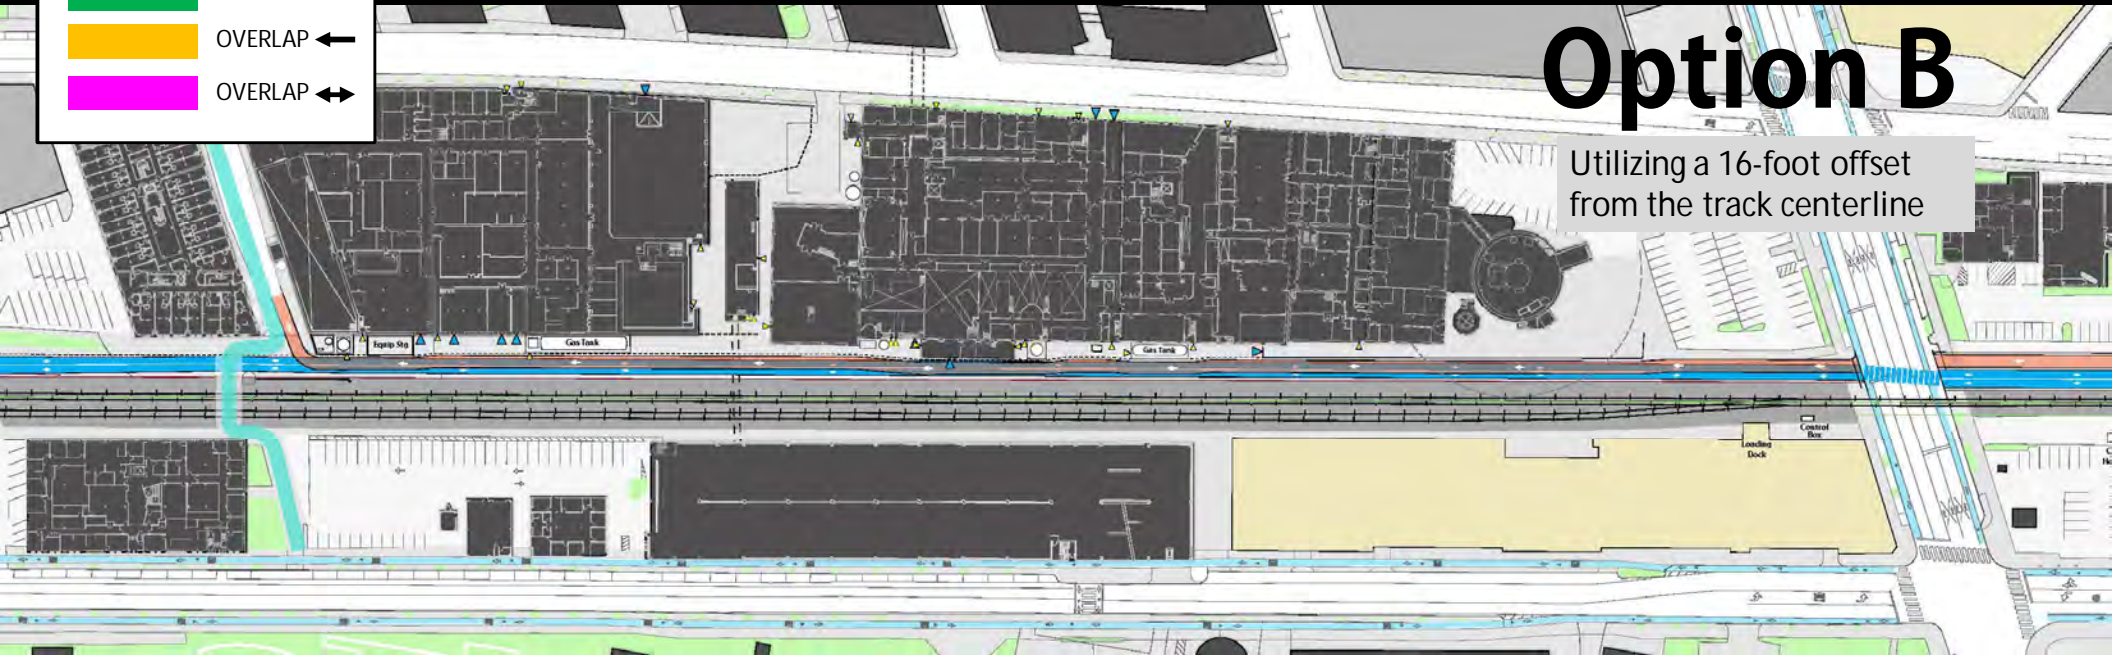 OVERLAP
OVERLAP
Option B
Utilizing a 16-foot offset
from the track centerline
Equip Stg
Gas Tank
Gas Tank
Control
Box
Loading
Dock